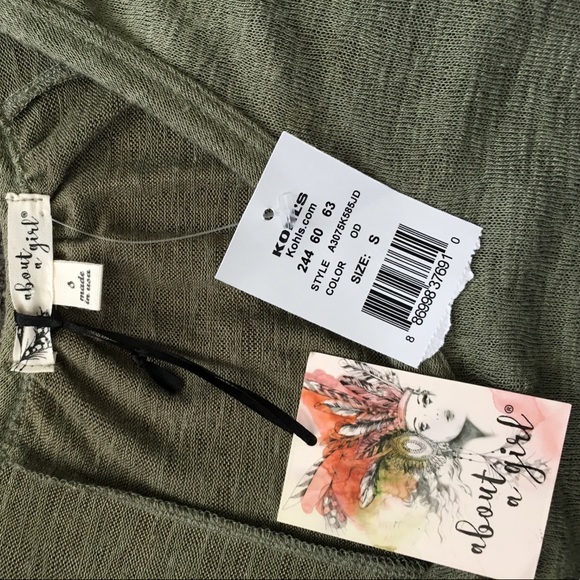 about
a girl®
S
made
in usa
KOHL'S
Kohls.com
244 60 63
STYLE A3075K585JD
COLOR OD
SIZE: S
8 86998 37691 0
about
a girl®